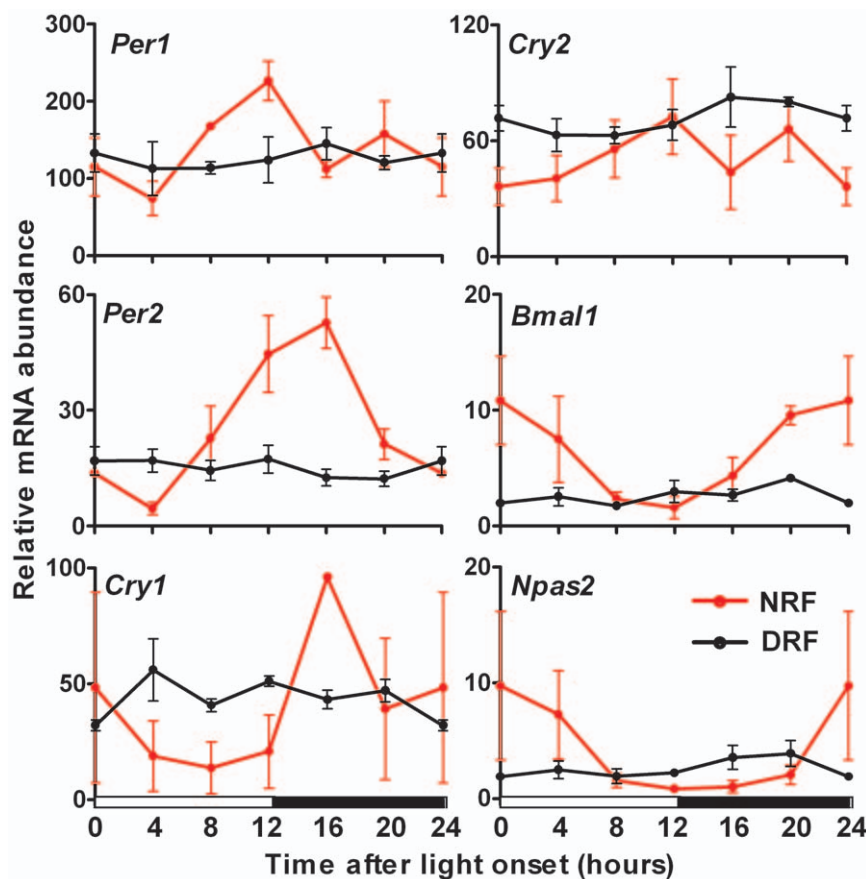 Relative mRNA abundance
Per1
300
200
100
0
Cry2
120
60
0
Per2
60
30
0
Bmal1
20
10
0
Cry1
100
50
0
Npas2
20
10
0
NRF
DRF
0 4 8 12 16 20 24
0 4 8 12 16 20 24
Time after light onset (hours)